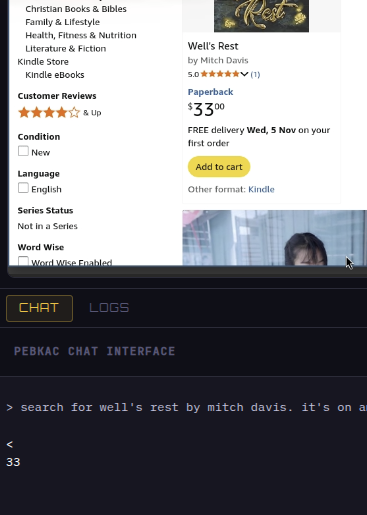 Christian Books & Bibles
Family & Lifestyle
Health, Fitness & Nutrition
Literature & Fiction
Kindle Store
Kindle eBooks
Customer Reviews
& Up
Condition
New
Language
English
Series Status
Not in a Series
Word Wise
Word Wise Enabled
Rest
Well's Rest
by Mitch Davis
5.0 (1)
Paperback
$3300
FREE delivery Wed, 5 Nov on your
first order
Add to cart
Other format: Kindle
CHAT LOGS
PEBKAC CHAT INTERFACE
> search for well's rest by mitch davis. it's on
<
33